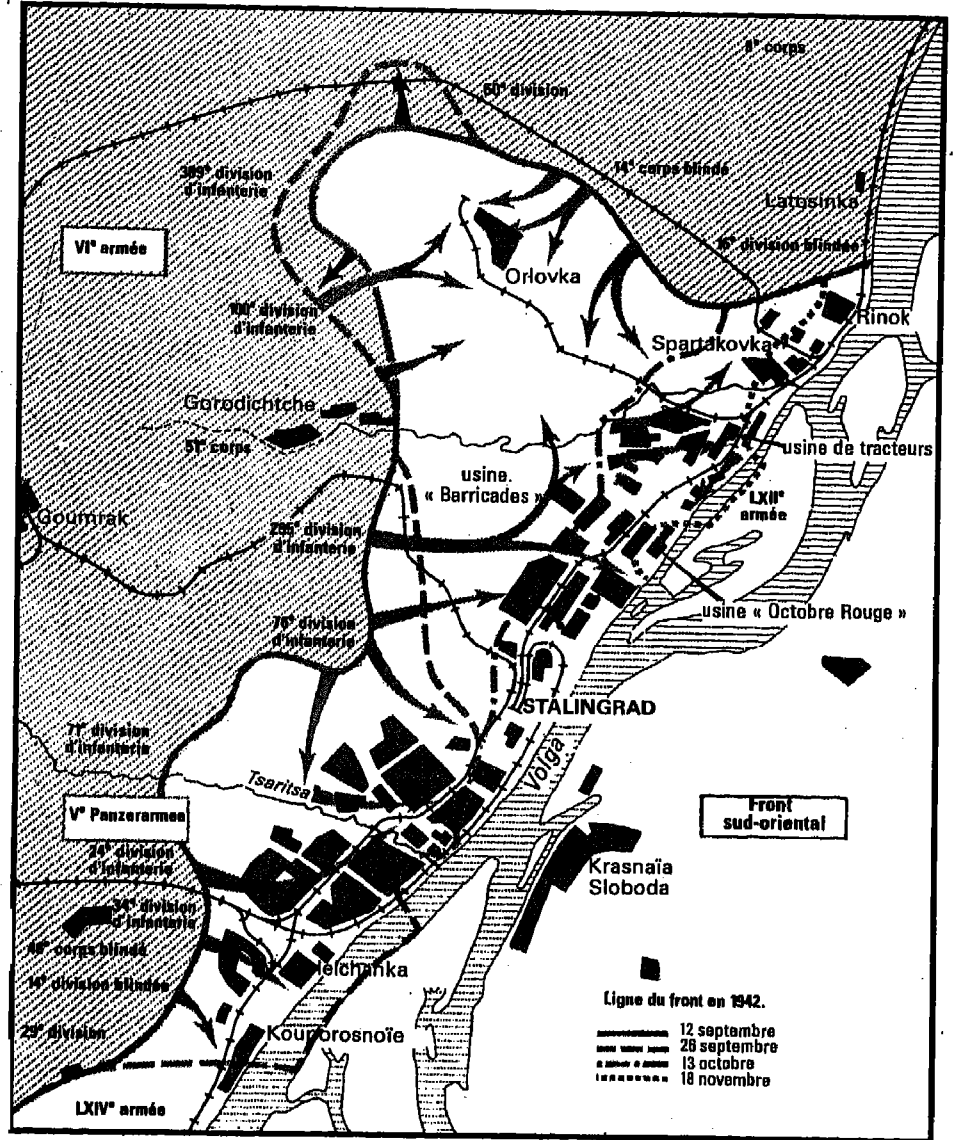 8ᵉ corps
60ᵉ division
389ᵉ division
d'infanterie
14ᵉ corps blindé
Latosinka
VIᵉ armée
16ᵉ division blindée
Orlovka
100ᵉ division
d'infanterie
Rinok
Spartakovka
Gorodichtche
51ᵉ corps
usine de tracteurs
usine.
« Barricades »
LXIIᵉ
armée
Goumrak
295ᵉ division
d'infanterie
usine « Octobre Rouge »
76ᵉ division
d'infanterie
STALINGRAD
71ᵉ division
d'infanterie
Volga
Tsaritsa
Vᵉ Panzerarmee
Front
sud-oriental
24ᵉ division
d'infanterie
Krasnaïa
Sloboda
94ᵉ division
d'infanterie
48ᵉ corps blindé
Ielchanka
14ᵉ division blindée
Ligne du front en 1942.
29ᵉ division
Kouporosnoïe
12 septembre
26 septembre
13 octobre
18 novembre
LXIVᵉ armée